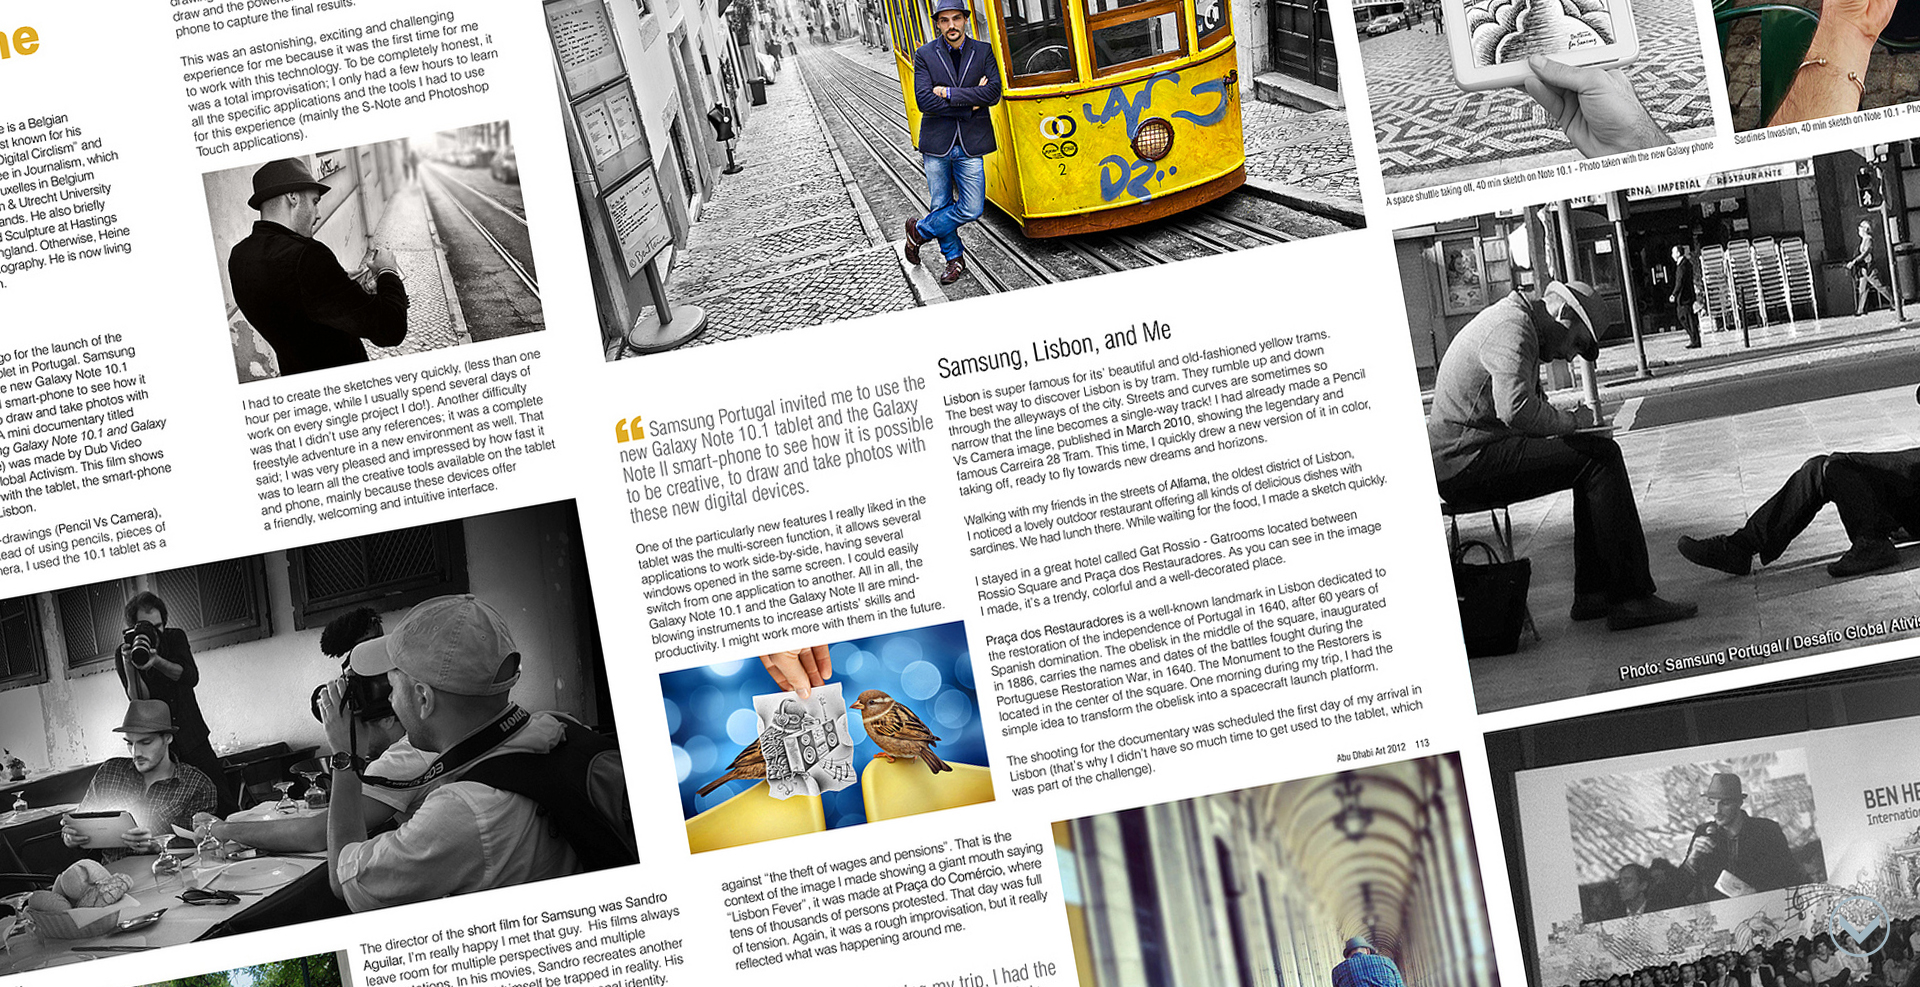 ne
e is a Belgian
st known for his
Digital Circlism" and
ee in Journalism, which
uxelles in Belgium
n & Utrecht University
ands. He also briefly
d Sculpture at Hastings
ngland. Otherwise, Heine
tography. He is now living
n.
go for the launch of the
blet in Portugal. Samsung
e new Galaxy Note 10.1
I smart-phone to see how it
o draw and take photos with
A mini documentary titled
ng Galaxy Note 10.1 and Galaxy
e) was made by Dub Video
Global Activism. This film shows
with the tablet, the smart-phone
Lisbon.
-drawings (Pencil Vs Camera),
ead of using pencils, pieces of
nera, I used the 10.1 tablet as a
draw and the power
phone to capture the final results.
This was an astonishing, exciting and challenging
experience for me because it was the first time for me
to work with this technology. To be completely honest, it
was a total improvisation; I only had a few hours to learn
all the specific applications and the tools I had to use
for this experience (mainly the S-Note and Photoshop
Touch applications).
I had to create the sketches very quickly, (less than one
hour per image, while I usually spend several days of
work on every single project I do!). Another difficulty
was that I didn't use any references; it was a complete
freestyle adventure in a new environment as well. That
said; I was very pleased and impressed by how fast it
was to learn all the creative tools available on the tablet
and phone, mainly because these devices offer
a friendly, welcoming and intuitive interface.
The director of the short film for Samsung was Sandro
Aguilar, I'm really happy I met that guy. His films always
leave room for multiple perspectives and multiple
tions. In his movies, Sandro recreates another
himself be trapped in reality. His
nal identity.
2
© Ben Heine
“ Samsung Portugal invited me to use the
new Galaxy Note 10.1 tablet and the Galaxy
Note II smart-phone to see how it is possible
to be creative, to draw and take photos with
these new digital devices.
One of the particularly new features I really liked in the
tablet was the multi-screen function, it allows several
applications to work side-by-side, having several
windows opened in the same screen. I could easily
switch from one application to another. All in all, the
Galaxy Note 10.1 and the Galaxy Note II are mind-
blowing instruments to increase artists' skills and
productivity. I might work more with them in the future.
against "the theft of wages and pensions". That is the
context of the image I made showing a giant mouth saying
"Lisbon Fever", it was made at Praça do Comércio, where
tens of thousands of persons protested. That day was full
of tension. Again, it was a rough improvisation, but it really
reflected what was happening around me.
my trip, I had the
Samsung, Lisbon, and Me
Lisbon is super famous for its' beautiful and old-fashioned yellow trams.
The best way to discover Lisbon is by tram. They rumble up and down
through the alleyways of the city. Streets and curves are sometimes so
narrow that the line becomes a single-way track! I had already made a Pencil
Vs Camera image, published in March 2010, showing the legendary and
famous Carreira 28 Tram. This time, I quickly drew a new version of it in color,
taking off, ready to fly towards new dreams and horizons.
Walking with my friends in the streets of Alfama, the oldest district of Lisbon,
I noticed a lovely outdoor restaurant offering all kinds of delicious dishes with
sardines. We had lunch there. While waiting for the food, I made a sketch quickly.
I stayed in a great hotel called Gat Rossio - Gatrooms located between
Rossio Square and Praça dos Restauradores. As you can see in the image
I made, it's a trendy, colorful and a well-decorated place.
Praça dos Restauradores is a well-known landmark in Lisbon dedicated to
the restoration of the independence of Portugal in 1640, after 60 years of
Spanish domination. The obelisk in the middle of the square, inaugurated
in 1886, carries the names and dates of the battles fought during the
Portuguese Restoration War, in 1640. The Monument to the Restorers is
located in the center of the square. One morning during my trip, I had the
simple idea to transform the obelisk into a spacecraft launch platform.
The shooting for the documentary was scheduled the first day of my arrival in
Lisbon (that's why I didn't have so much time to get used to the tablet, which
was part of the challenge).
Abu Dhabi Art 2012 113
A space shuttle taking off, 40 min sketch on Note 10.1 - Photo taken with the new Galaxy phone
Sardines Invasion, 40 min sketch on Note 10.1 - Pho
ERNA IMPERIAL RESTAURANTE
Photo: Samsung Portugal / Desafio Global Ativis
BEN HE
Internatio